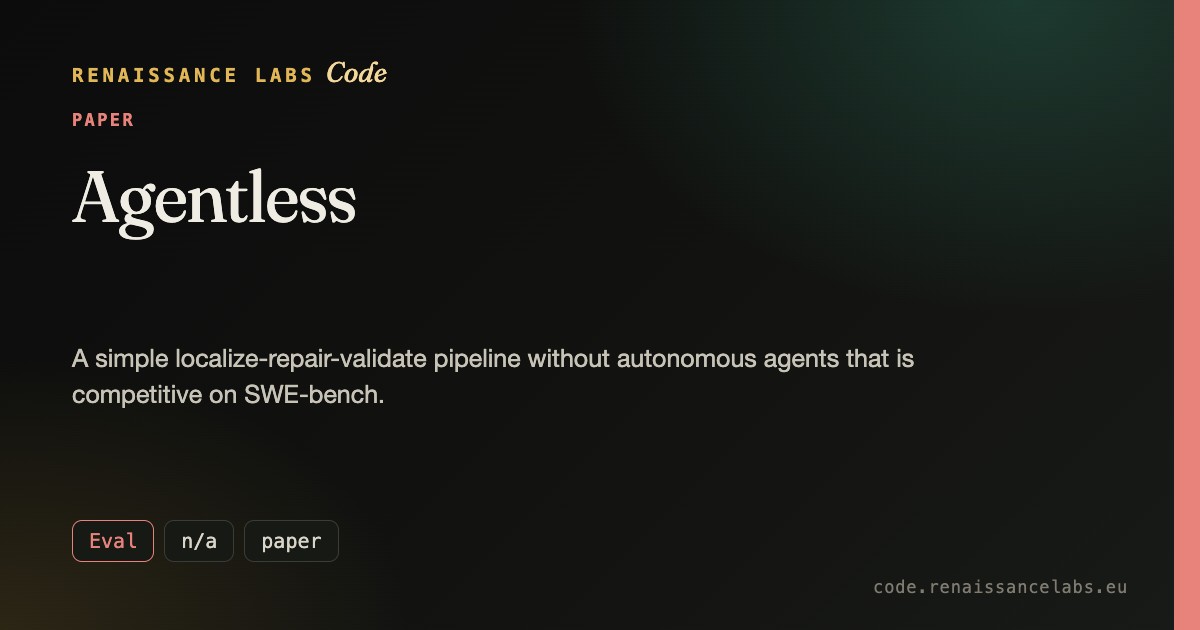 RENAISSANCE LABS Code
PAPER
Agentless
A simple localize-repair-validate pipeline without autonomous agents that is
competitive on SWE-bench.
Eval n/a paper
code.renaissancelabs.eu